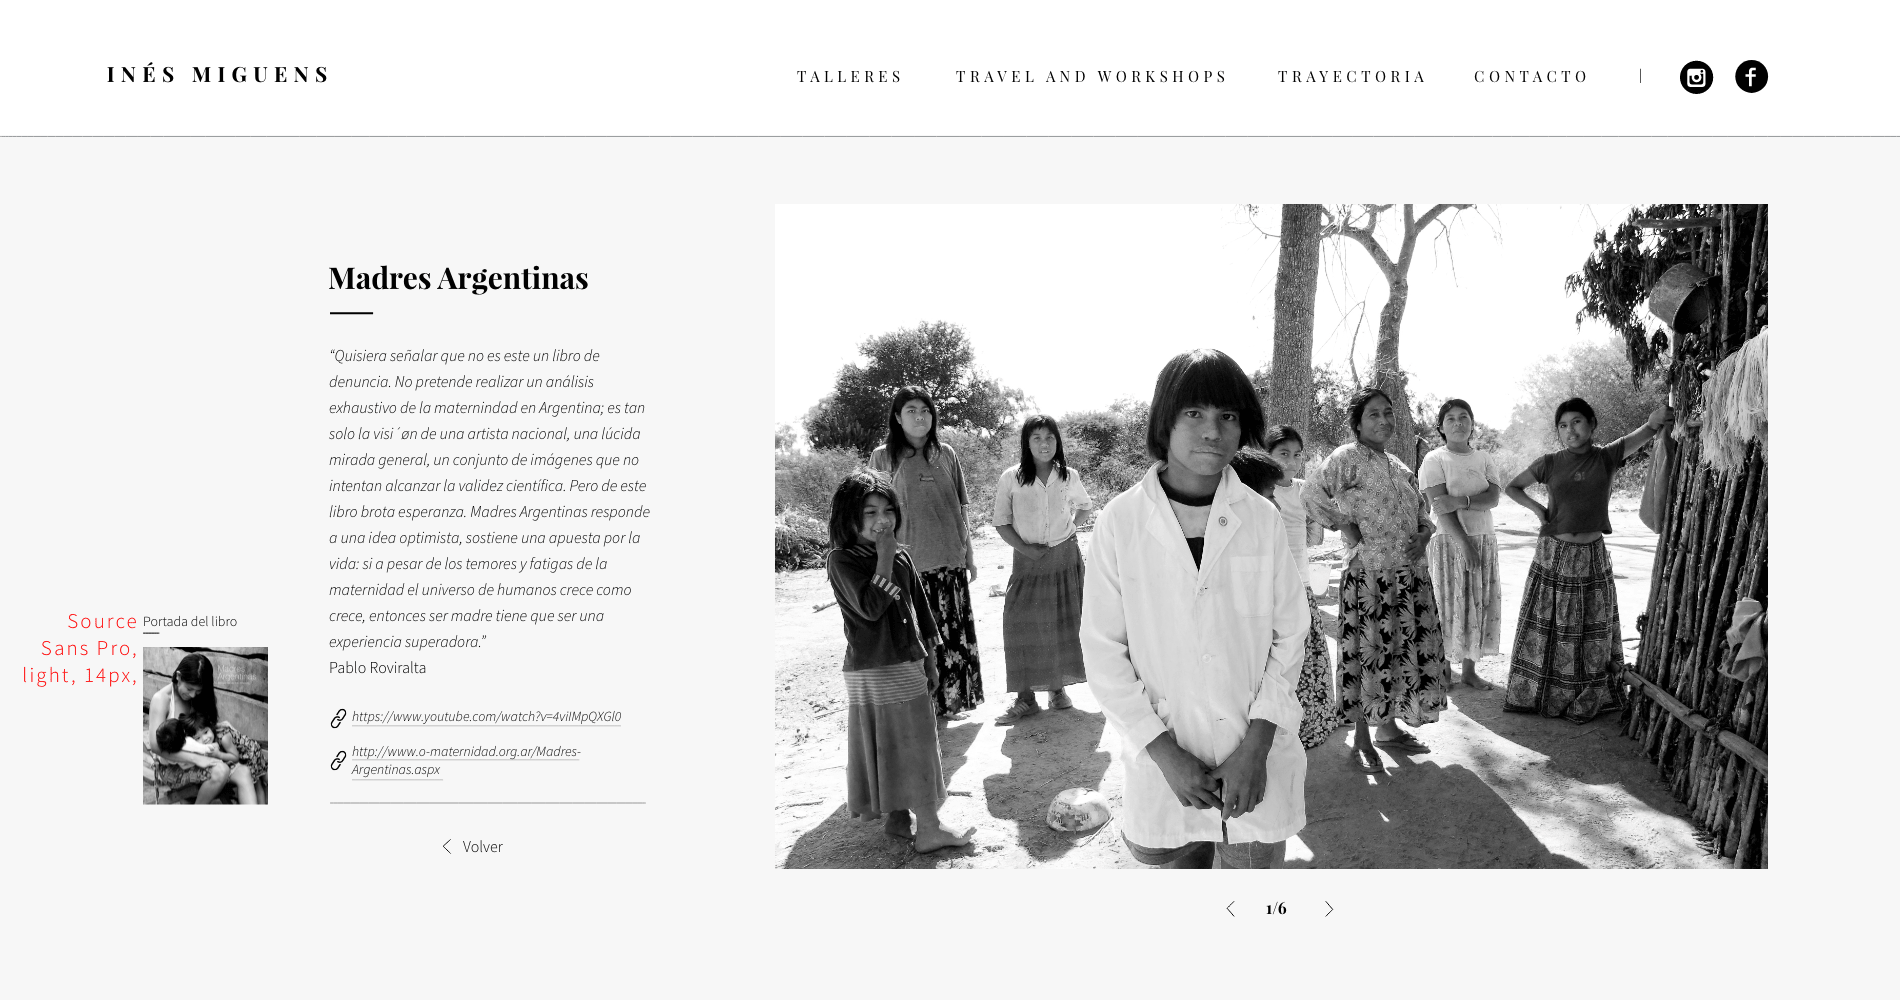 INÉS MIGUENS
TALLERES
TRAVEL AND WORKSHOPS
TRAYECTORIA
CONTACTO
Madres Argentinas
“Quisiera señalar que no es este un libro de
denuncia. No pretende realizar un análisis
exhaustivo de la maternindad en Argentina; es tan
solo la visi´øn de una artista nacional, una lúcida
mirada general, un conjunto de imágenes que no
intentan alcanzar la validez científica. Pero de este
libro brota esperanza. Madres Argentinas responde
a una idea optimista, sostiene una apuesta por la
vida: si a pesar de los temores y fatigas de la
maternidad el universo de humanos crece como
crece, entonces ser madre tiene que ser una
experiencia superadora.”
Pablo Roviralta
https://www.youtube.com/watch?v=4viIMpQXGl0
http://www.o-maternidad.org.ar/Madres-
Argentinas.aspx
Volver
Source
Sans Pro,
light, 14px,
Portada del libro
Madres
Argentinas
1/6